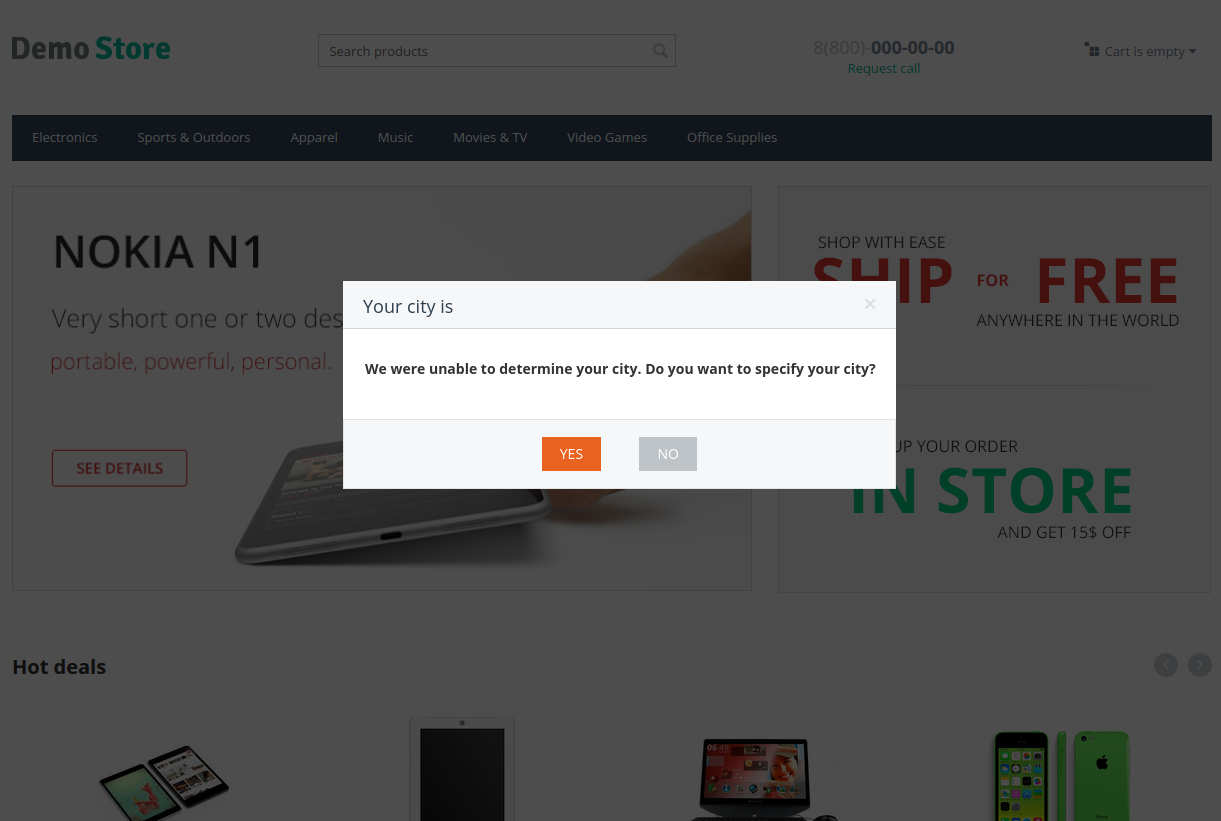 Demo Store
Search products
8(800)-000-00-00
Request call
Cart is empty
Electronics Sports & Outdoors Apparel Music Movies & TV Video Games Office Supplies
NOKIA N1
Very short one or two des
portable, powerful, personal.
SEE DETAILS
SHOP WITH EASE
SHIP FOR FREE
ANYWHERE IN THE WORLD
Your city is
×
We were unable to determine your city. Do you want to specify your city?
YES NO
UP YOUR ORDER
IN STORE
AND GET 15$ OFF
Hot deals
06:49